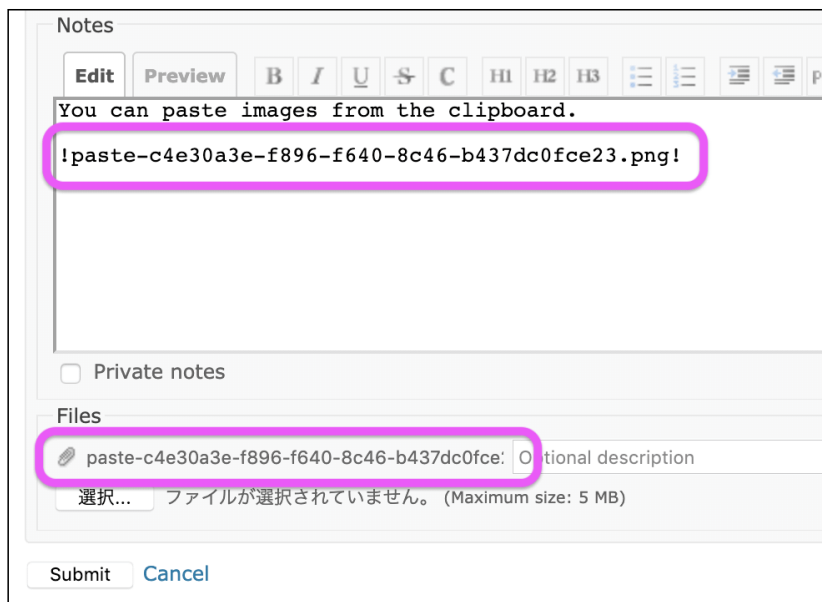 Notes
Edit Preview B I U S C H1 H2 H3
You can paste images from the clipboard.
!paste-c4e30a3e-f896-f640-8c46-b437dc0fce23.png!
Private notes
Files
paste-c4e30a3e-f896-f640-8c46-b437dc0fce Optional description
選択... ファイルが選択されていません。 (Maximum size: 5 MB)
Submit Cancel